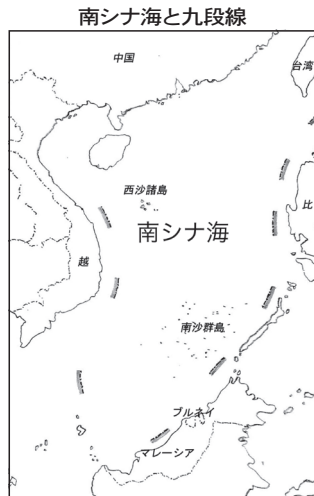 南シナ海と九段線
中国
台湾
西沙諸島
比
南シナ海
越
南沙群島
ブルネイ
マレーシア